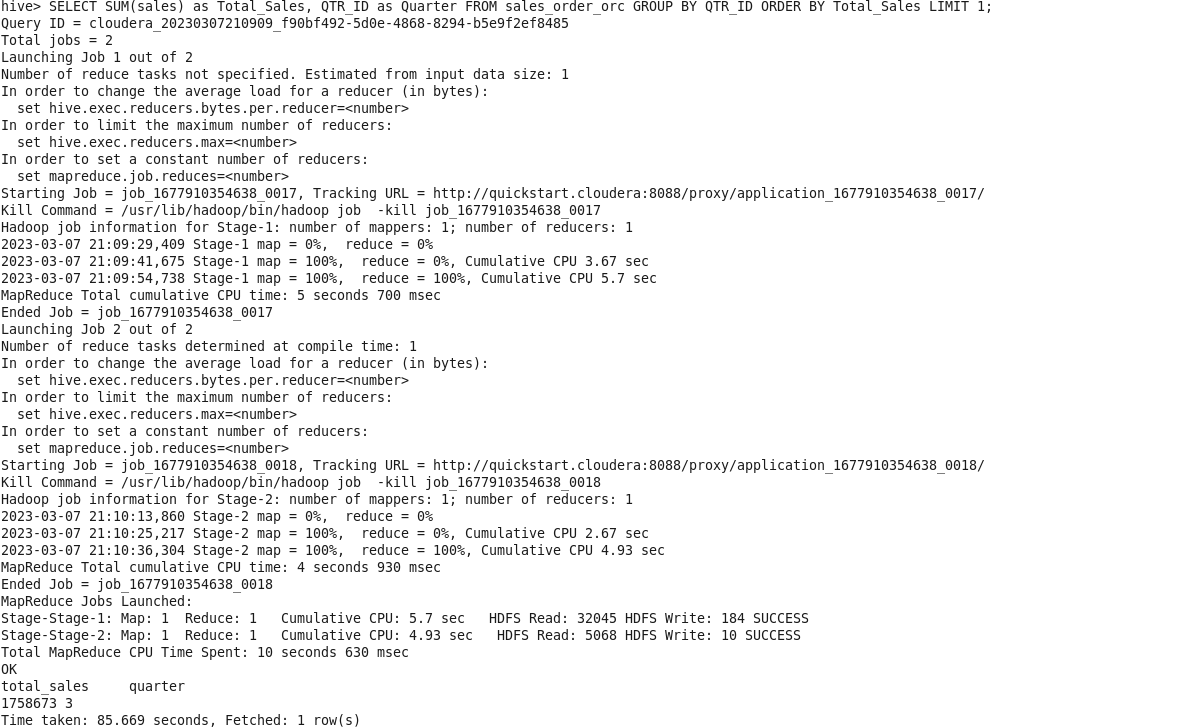 hive> SELECT SUM(sales) as Total_Sales, QTR_ID as Quarter FROM sales_order_orc GROUP BY QTR_ID ORDER BY Total_Sales LIMIT 1;
Query ID = cloudera_20230307210909_f90bf492-5d0e-4868-8294-b5e9f2ef8485
Total jobs = 2
Launching Job 1 out of 2
Number of reduce tasks not specified. Estimated from input data size: 1
In order to change the average load for a reducer (in bytes):
  set hive.exec.reducers.bytes.per.reducer=<number>
In order to limit the maximum number of reducers:
  set hive.exec.reducers.max=<number>
In order to set a constant number of reducers:
  set mapreduce.job.reduces=<number>
Starting Job = job_1677910354638_0017, Tracking URL = http://quickstart.cloudera:8088/proxy/application_1677910354638_0017/
Kill Command = /usr/lib/hadoop/bin/hadoop job  -kill job_1677910354638_0017
Hadoop job information for Stage-1: number of mappers: 1; number of reducers: 1
2023-03-07 21:09:29,409 Stage-1 map = 0%,  reduce = 0%
2023-03-07 21:09:41,675 Stage-1 map = 100%,  reduce = 0%, Cumulative CPU 3.67 sec
2023-03-07 21:09:54,738 Stage-1 map = 100%,  reduce = 100%, Cumulative CPU 5.7 sec
MapReduce Total cumulative CPU time: 5 seconds 700 msec
Ended Job = job_1677910354638_0017
Launching Job 2 out of 2
Number of reduce tasks determined at compile time: 1
In order to change the average load for a reducer (in bytes):
  set hive.exec.reducers.bytes.per.reducer=<number>
In order to limit the maximum number of reducers:
  set hive.exec.reducers.max=<number>
In order to set a constant number of reducers:
  set mapreduce.job.reduces=<number>
Starting Job = job_1677910354638_0018, Tracking URL = http://quickstart.cloudera:8088/proxy/application_1677910354638_0018/
Kill Command = /usr/lib/hadoop/bin/hadoop job  -kill job_1677910354638_0018
Hadoop job information for Stage-2: number of mappers: 1; number of reducers: 1
2023-03-07 21:10:13,860 Stage-2 map = 0%,  reduce = 0%
2023-03-07 21:10:25,217 Stage-2 map = 100%,  reduce = 0%, Cumulative CPU 2.67 sec
2023-03-07 21:10:36,304 Stage-2 map = 100%,  reduce = 100%, Cumulative CPU 4.93 sec
MapReduce Total cumulative CPU time: 4 seconds 930 msec
Ended Job = job_1677910354638_0018
MapReduce Jobs Launched:
Stage-Stage-1: Map: 1  Reduce: 1   Cumulative CPU: 5.7 sec   HDFS Read: 32045 HDFS Write: 184 SUCCESS
Stage-Stage-2: Map: 1  Reduce: 1   Cumulative CPU: 4.93 sec   HDFS Read: 5068 HDFS Write: 10 SUCCESS
Total MapReduce CPU Time Spent: 10 seconds 630 msec
OK
total_sales     quarter
1758673 3
Time taken: 85.669 seconds, Fetched: 1 row(s)